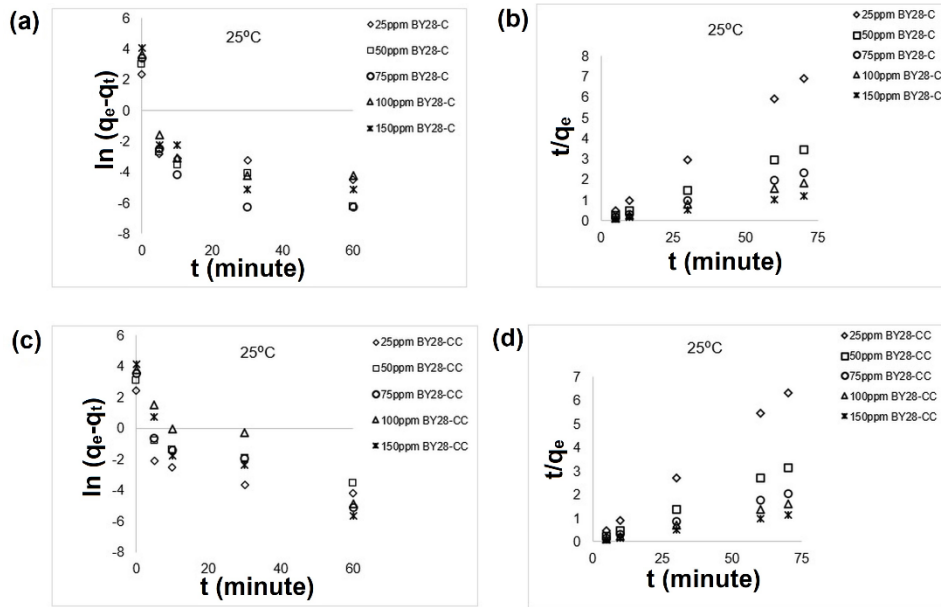 (a)
25°C
6
4
2
0
-2
-4
-6
-8
0
20
40
60
ln (qe-qt)
t (minute)
25ppm BY28-C
50ppm BY28-C
75ppm BY28-C
100ppm BY28-C
150ppm BY28-C
(b)
25°C
8
7
6
5
4
3
2
1
0
0
25
50
75
t/qe
t (minute)
25ppm BY28-C
50ppm BY28-C
75ppm BY28-C
100ppm BY28-C
150ppm BY28-C
(c)
25°C
6
4
2
0
-2
-4
-6
-8
0
20
40
60
ln (qe-qt)
t (minute)
25ppm BY28-CC
50ppm BY28-CC
75ppm BY28-CC
100ppm BY28-CC
150ppm BY28-CC
(d)
25°C
7
6
5
4
3
2
1
0
0
25
50
75
t/qe
t (minute)
25ppm BY28-CC
50ppm BY28-CC
75ppm BY28-CC
100ppm BY28-CC
150ppm BY28-CC